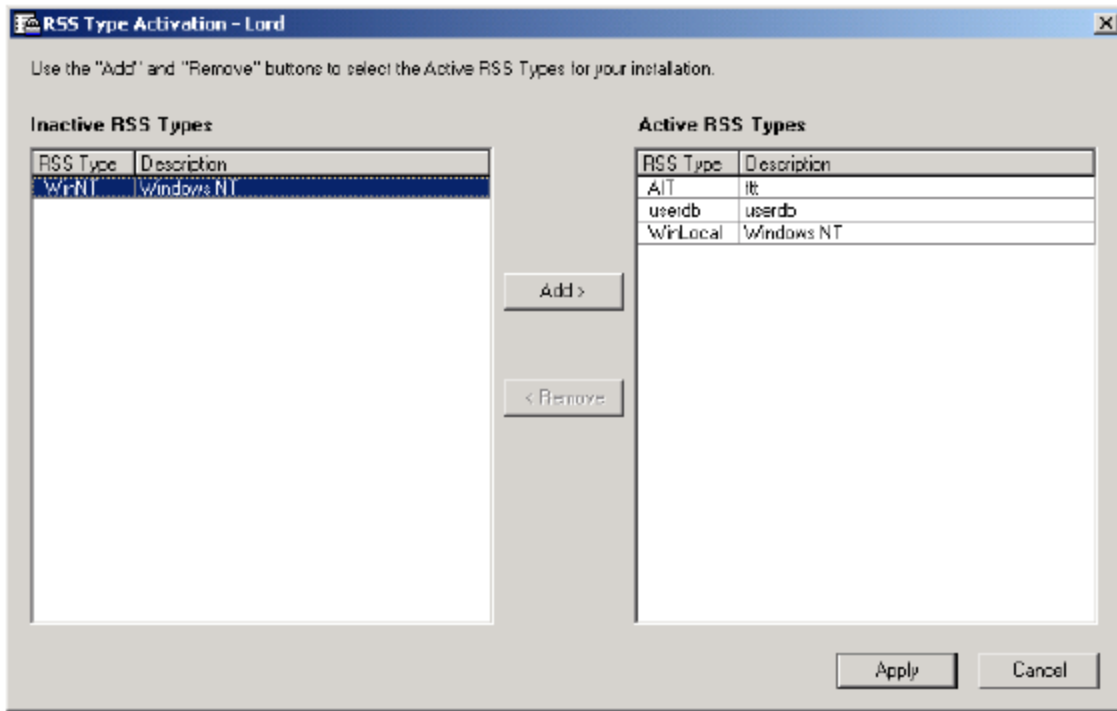 RSS Type Activation - Lord
Use the "Add" and "Remove" buttons to select the Active RSS Types for your installation.
Inactive RSS Types
RSS Type Description
WinNT Windows NT
Active RSS Types
RSS Type Description
AIT
userdb userdb
WinLocal Windows NT
Add >
< Remove
Apply
Cancel